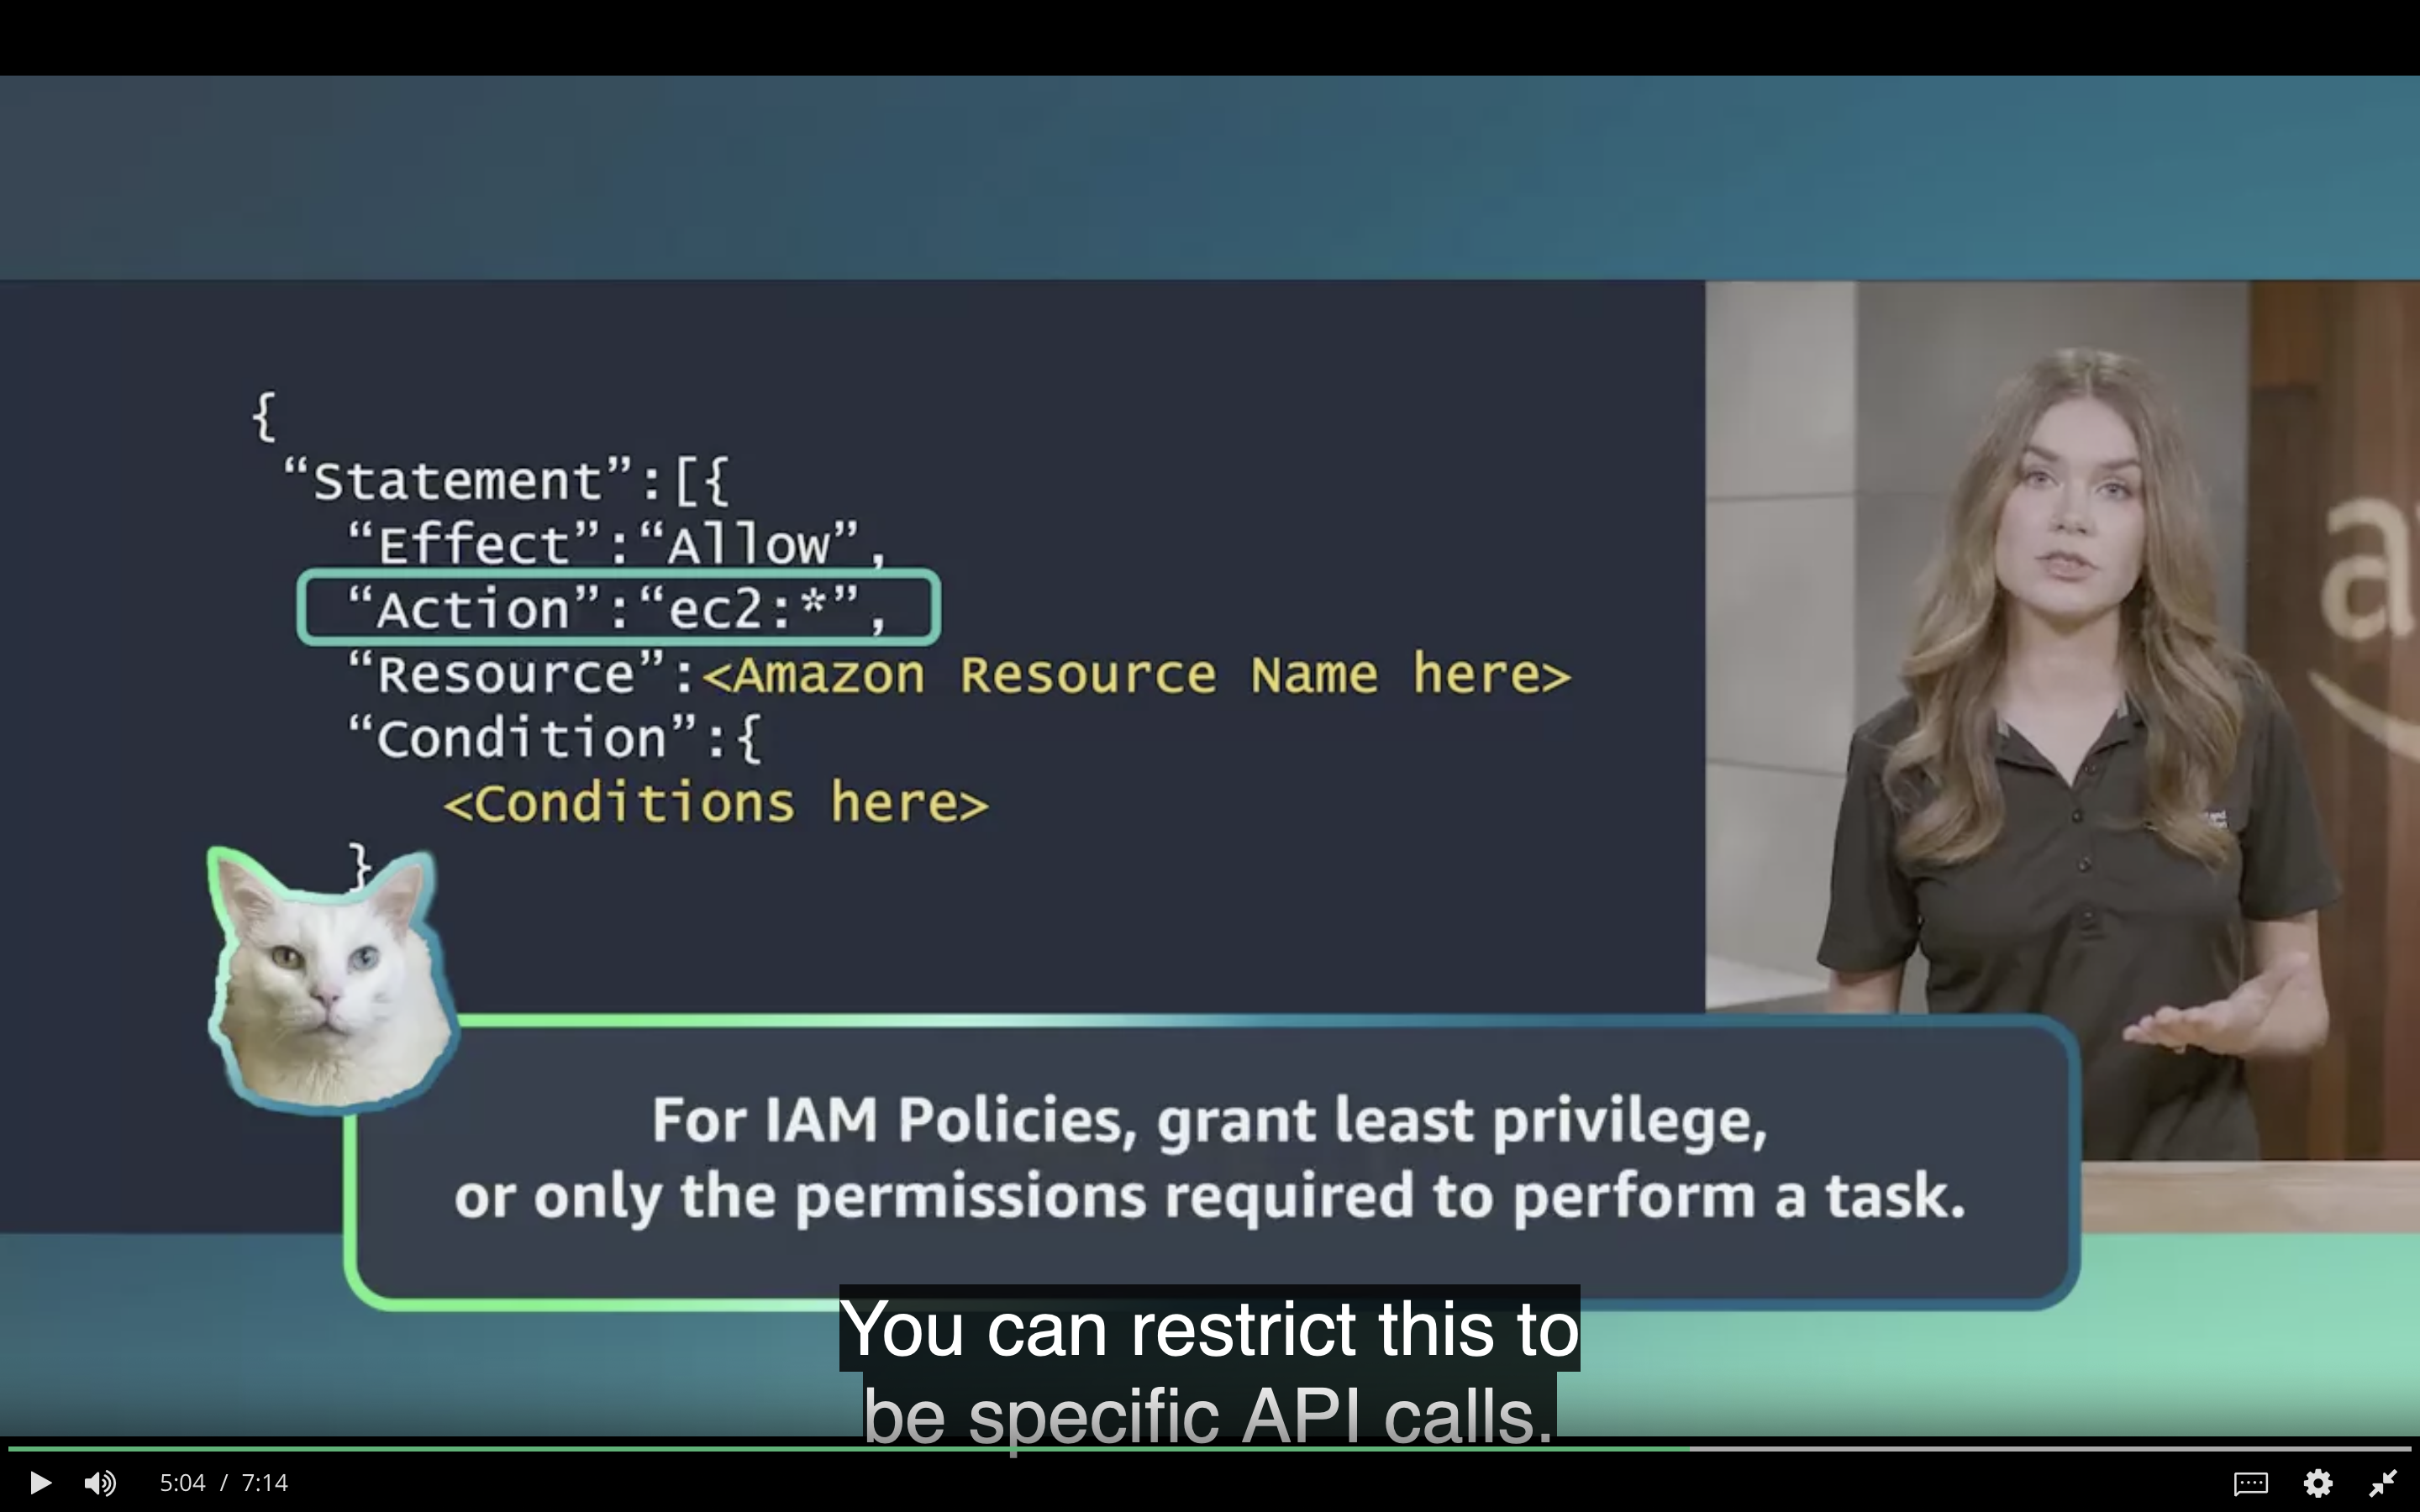 {
“Statement”:[{
“Effect”:“Allow”,
“Action”:“ec2:*”,
“Resource”:<Amazon Resource Name here>
“Condition”:{
<Conditions here>
}
a
For IAM Policies, grant least privilege,
or only the permissions required to perform a task.
You can restrict this to
be specific API calls.
5:04 / 7:14